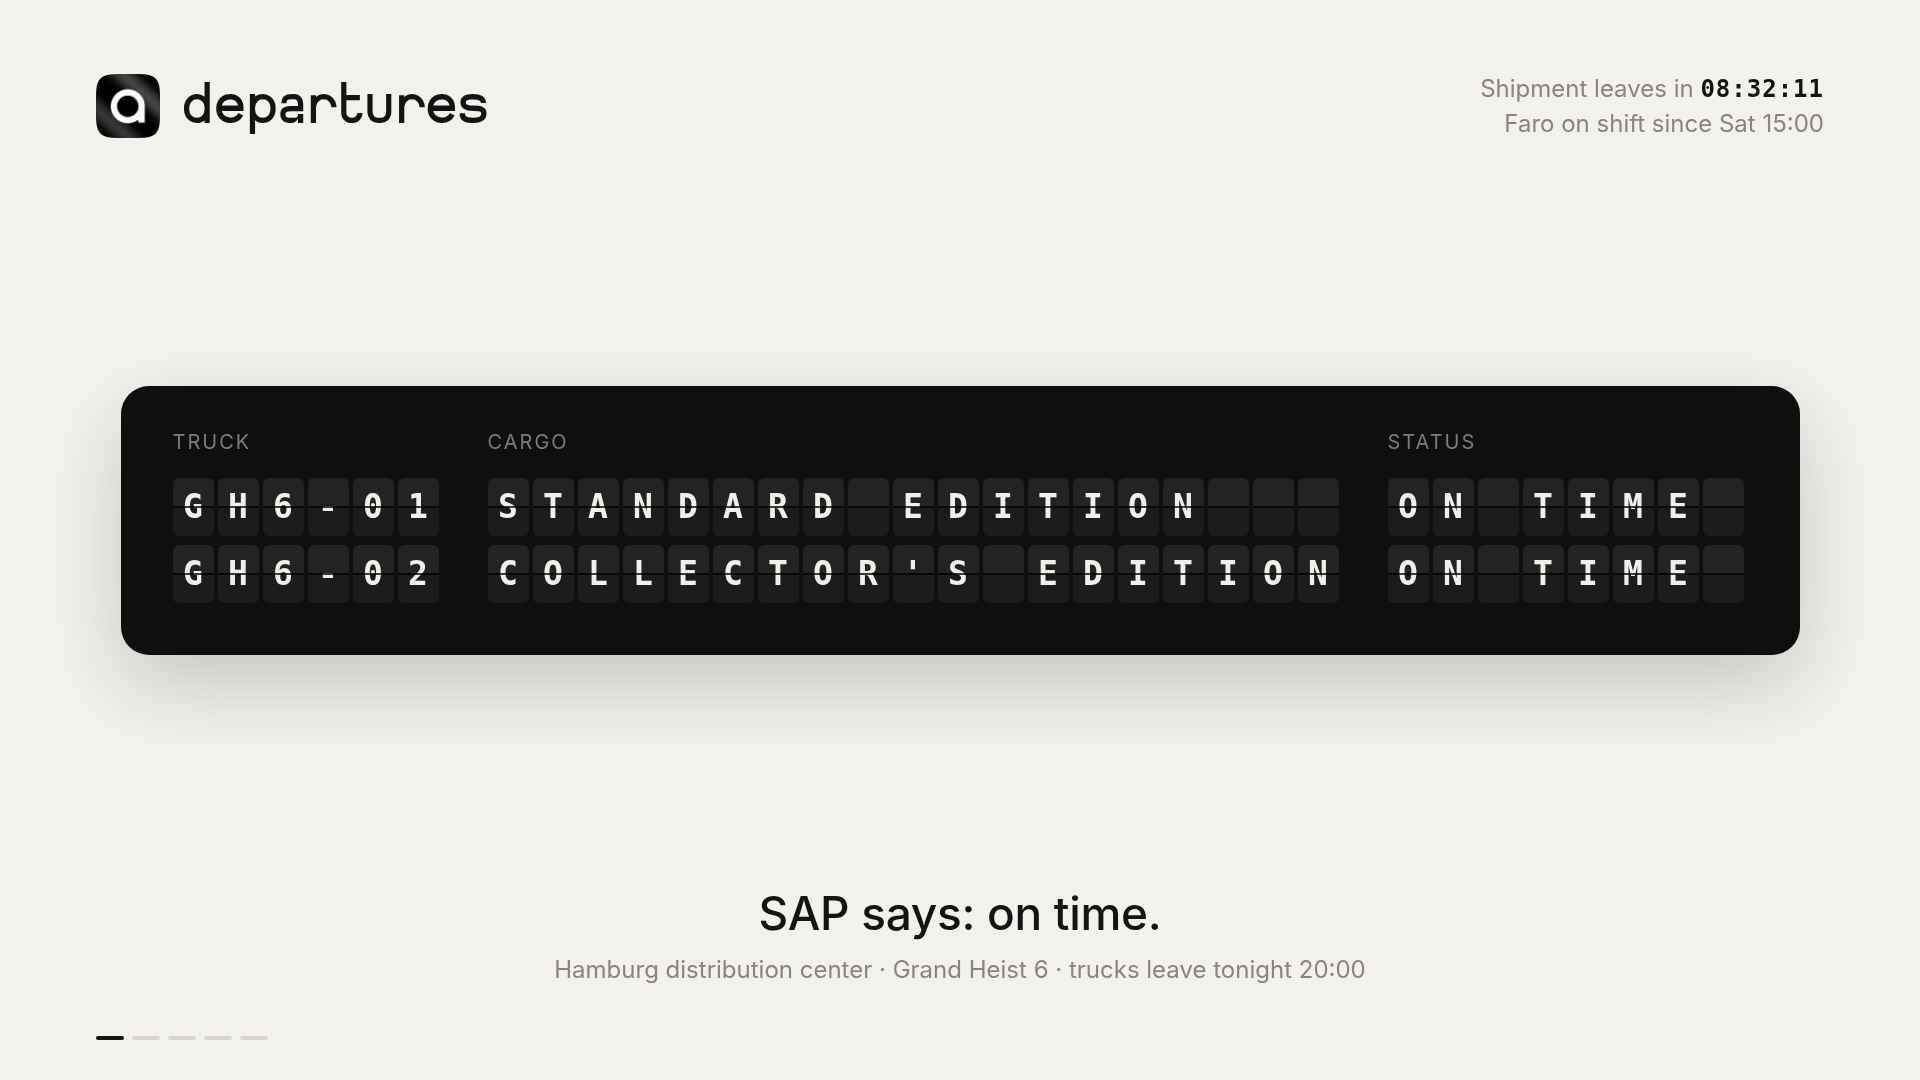 a departures
Shipment leaves in 08:32:11
Faro on shift since Sat 15:00
TRUCK CARGO STATUS
GH6-01 STANDARD EDITION ON TIME
GH6-02 COLLECTOR'S EDITION ON TIME
SAP says: on time.
Hamburg distribution center · Grand Heist 6 · trucks leave tonight 20:00